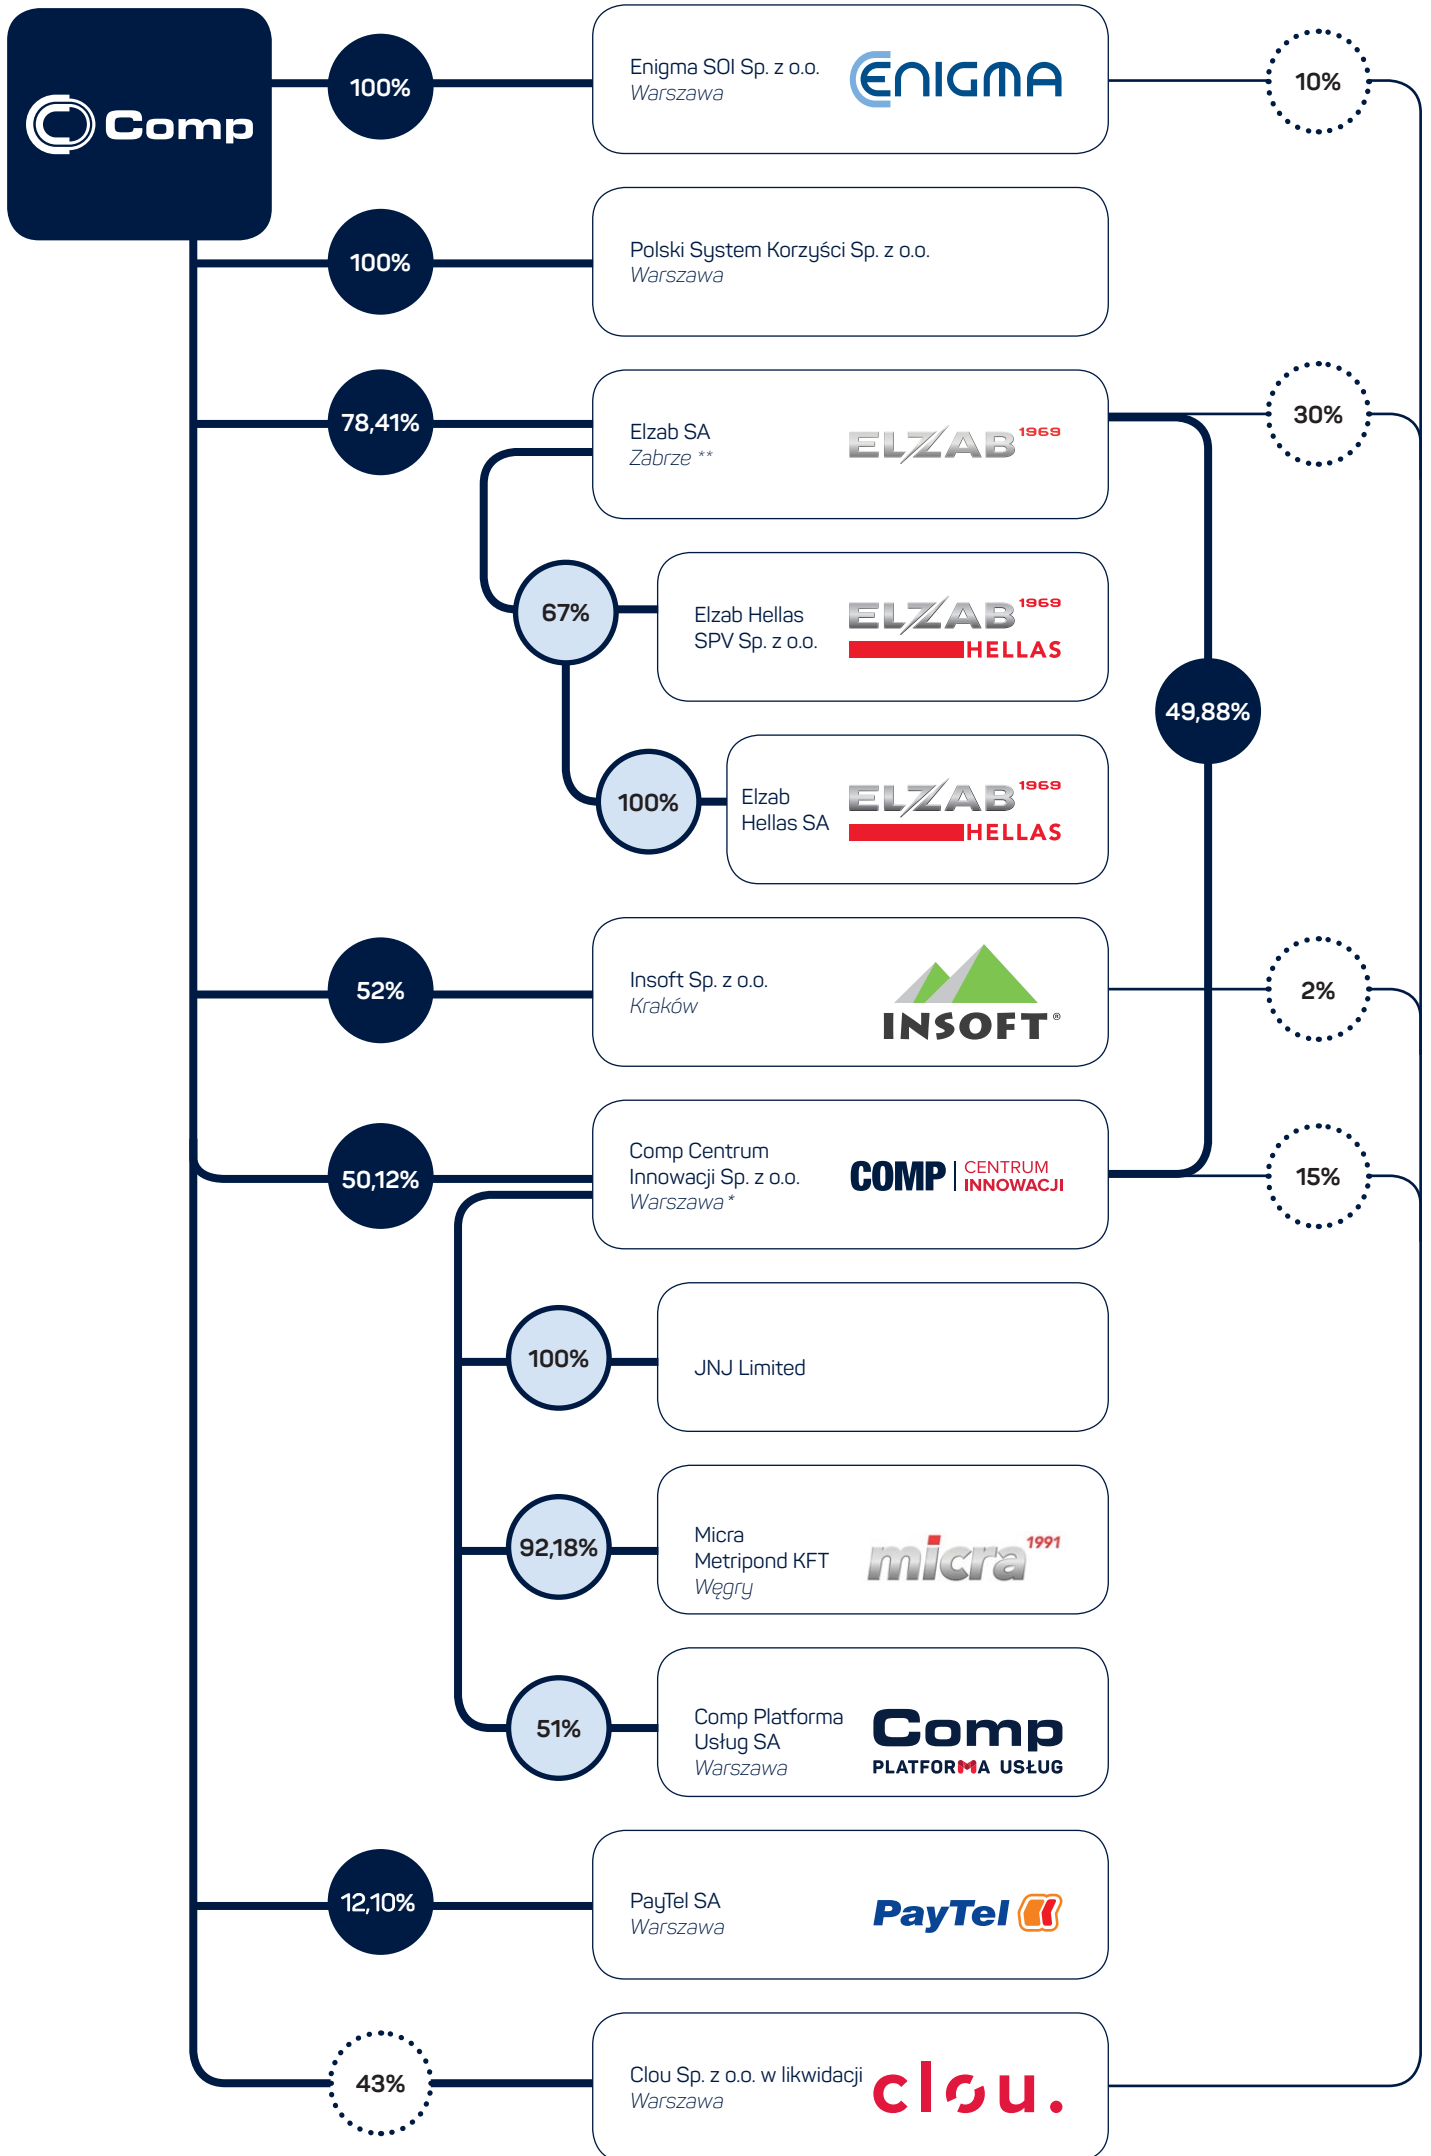 Comp
100%
Enigma SOI Sp. z o.o.
Warszawa
ENIGMA
10%
100%
Polski System Korzyści Sp. z o.o.
Warszawa
78,41%
Elzab SA
Zabrze **
ELZAB 1969
30%
67%
Elzab Hellas
SPV Sp. z o.o.
ELZAB 1969
HELLAS
49,88%
100%
Elzab
Hellas SA
ELZAB 1969
HELLAS
52%
Insoft Sp. z o.o.
Kraków
INSOFT®
2%
50,12%
Comp Centrum
Innowacji Sp. z o.o.
Warszawa *
COMP
CENTRUM
INNOWACJI
15%
100%
JNJ Limited
92,18%
Micra
Metripond KFT
Węgry
micra 1991
51%
Comp Platforma
Usług SA
Warszawa
Comp
PLATFORMA USŁUG
12,10%
PayTel SA
Warszawa
PayTel
43%
Clou Sp. z o.o. w likwidacji
Warszawa
clou.